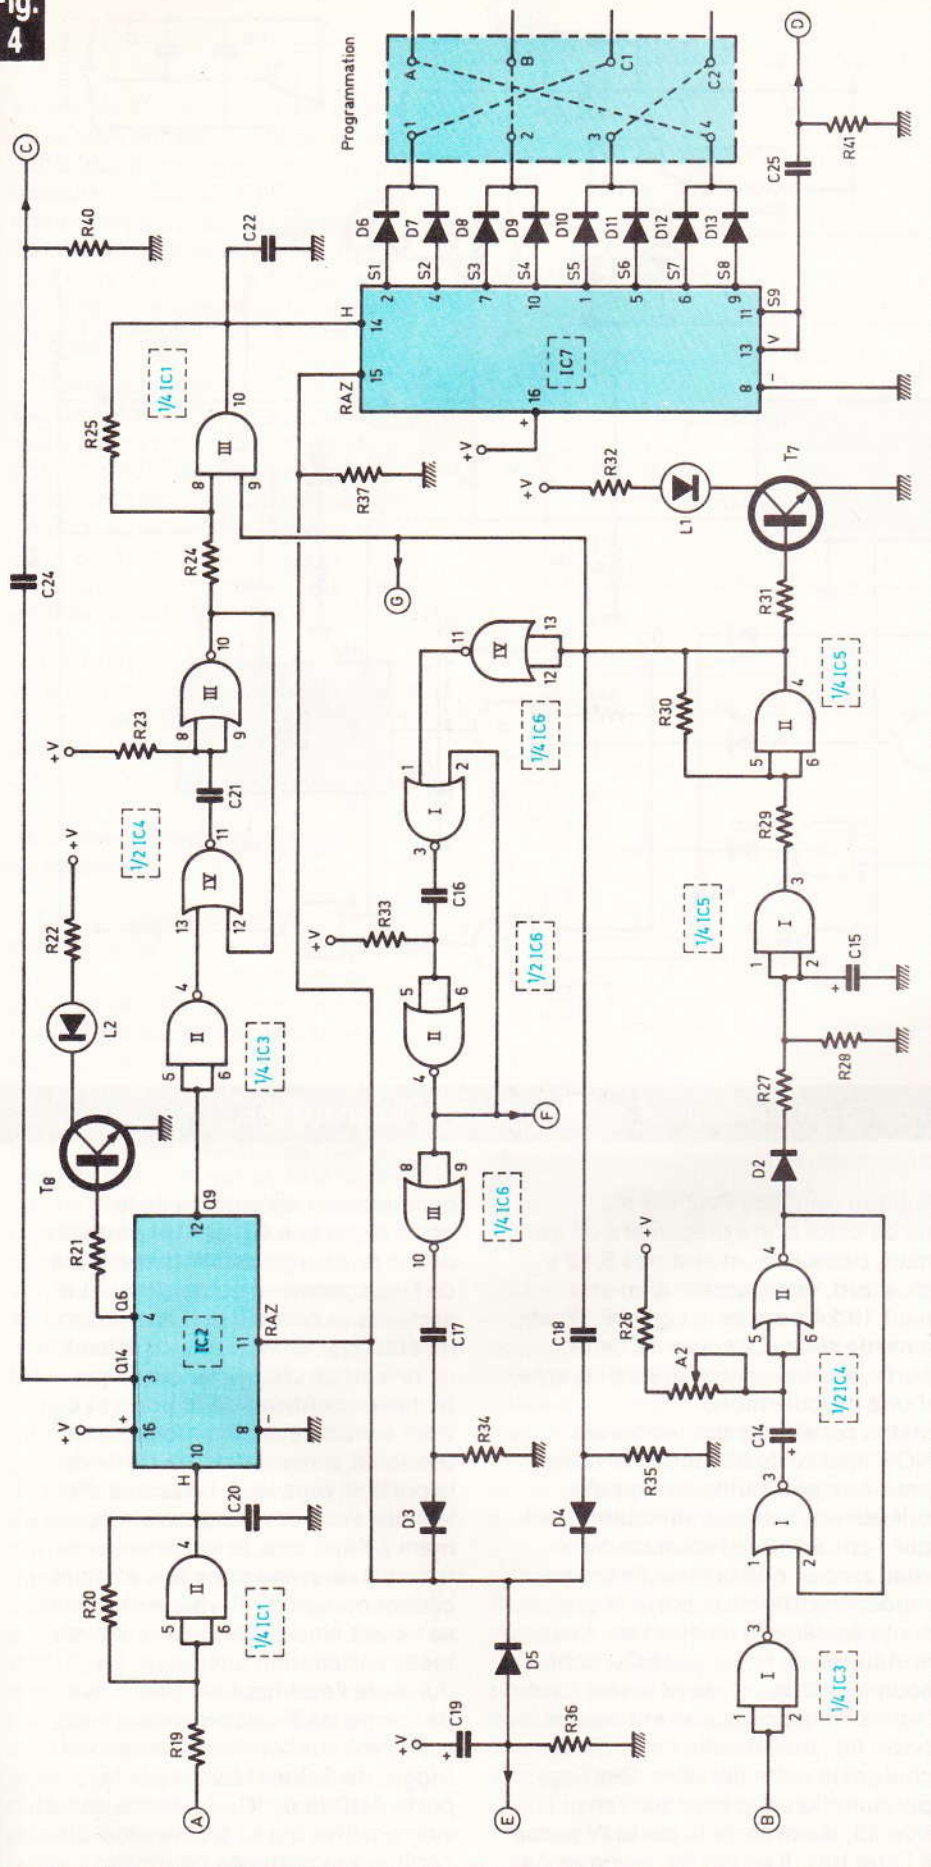 Fig.
4
C
R40
C24
Programmation
A
B
C1
C2
1
2
3
4
D
R41
C25
D6
D7
D8
D9
D10
D11
D12
D13
S1
S2
S3
S4
S5
S6
S7
S8
2
4
7
10
1
5
6
9
S9
11
V
13
-
8
H
14
RAZ
15
IC7
16
+
+V
C22
R25
1/4 IC1
III
8
9
10
R37
R24
G
+V
R32
L1
T7
R31
+V
R23
III
8
9
10
C21
1/2 IC4
IV
11
12
13
+V
R22
L2
T8
R21
II
4
5
6
1/4 IC3
IV
11
12
13
1/4 IC6
I
1
2
3
C16
+V
R33
1/2 IC6
II
5
6
4
F
III
8
9
10
1/4 IC6
R30
II
4
5
6
1/4 IC5
R29
I
3
1
2
1/4 IC5
C15
+
R28
R27
D2
Q9
12
Q6
4
Q14
3
IC2
11
RAZ
+V
16
+
8
-
10
H
C20
R20
II
4
5
6
1/4 IC1
R19
A
C17
R34
D3
C18
R35
D4
D5
+V
C19
+
R36
E
+V
R26
A2
II
4
5
6
1/2 IC4
C14
+
I
3
1
2
I
3
1
2
1/4 IC3
B